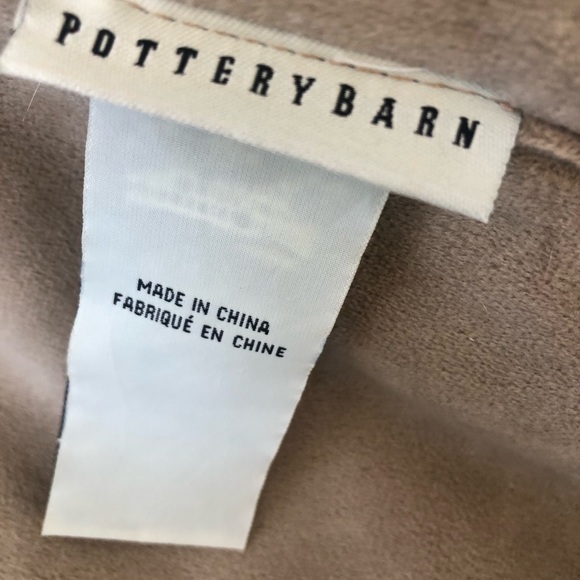 POTTERYBARN
MADE IN CHINA
FABRIQUÉ EN CHINE